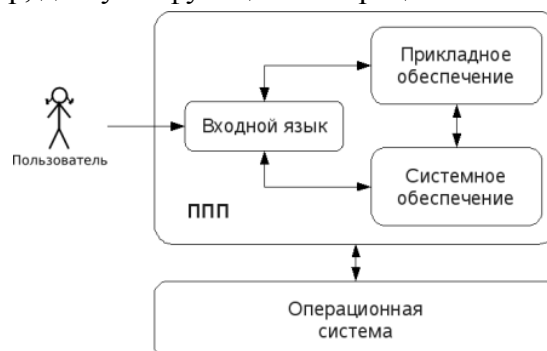 Прикладное
обеспечение
Входной язык
Пользователь
Системное
обеспечение
ППП
Операционная
система